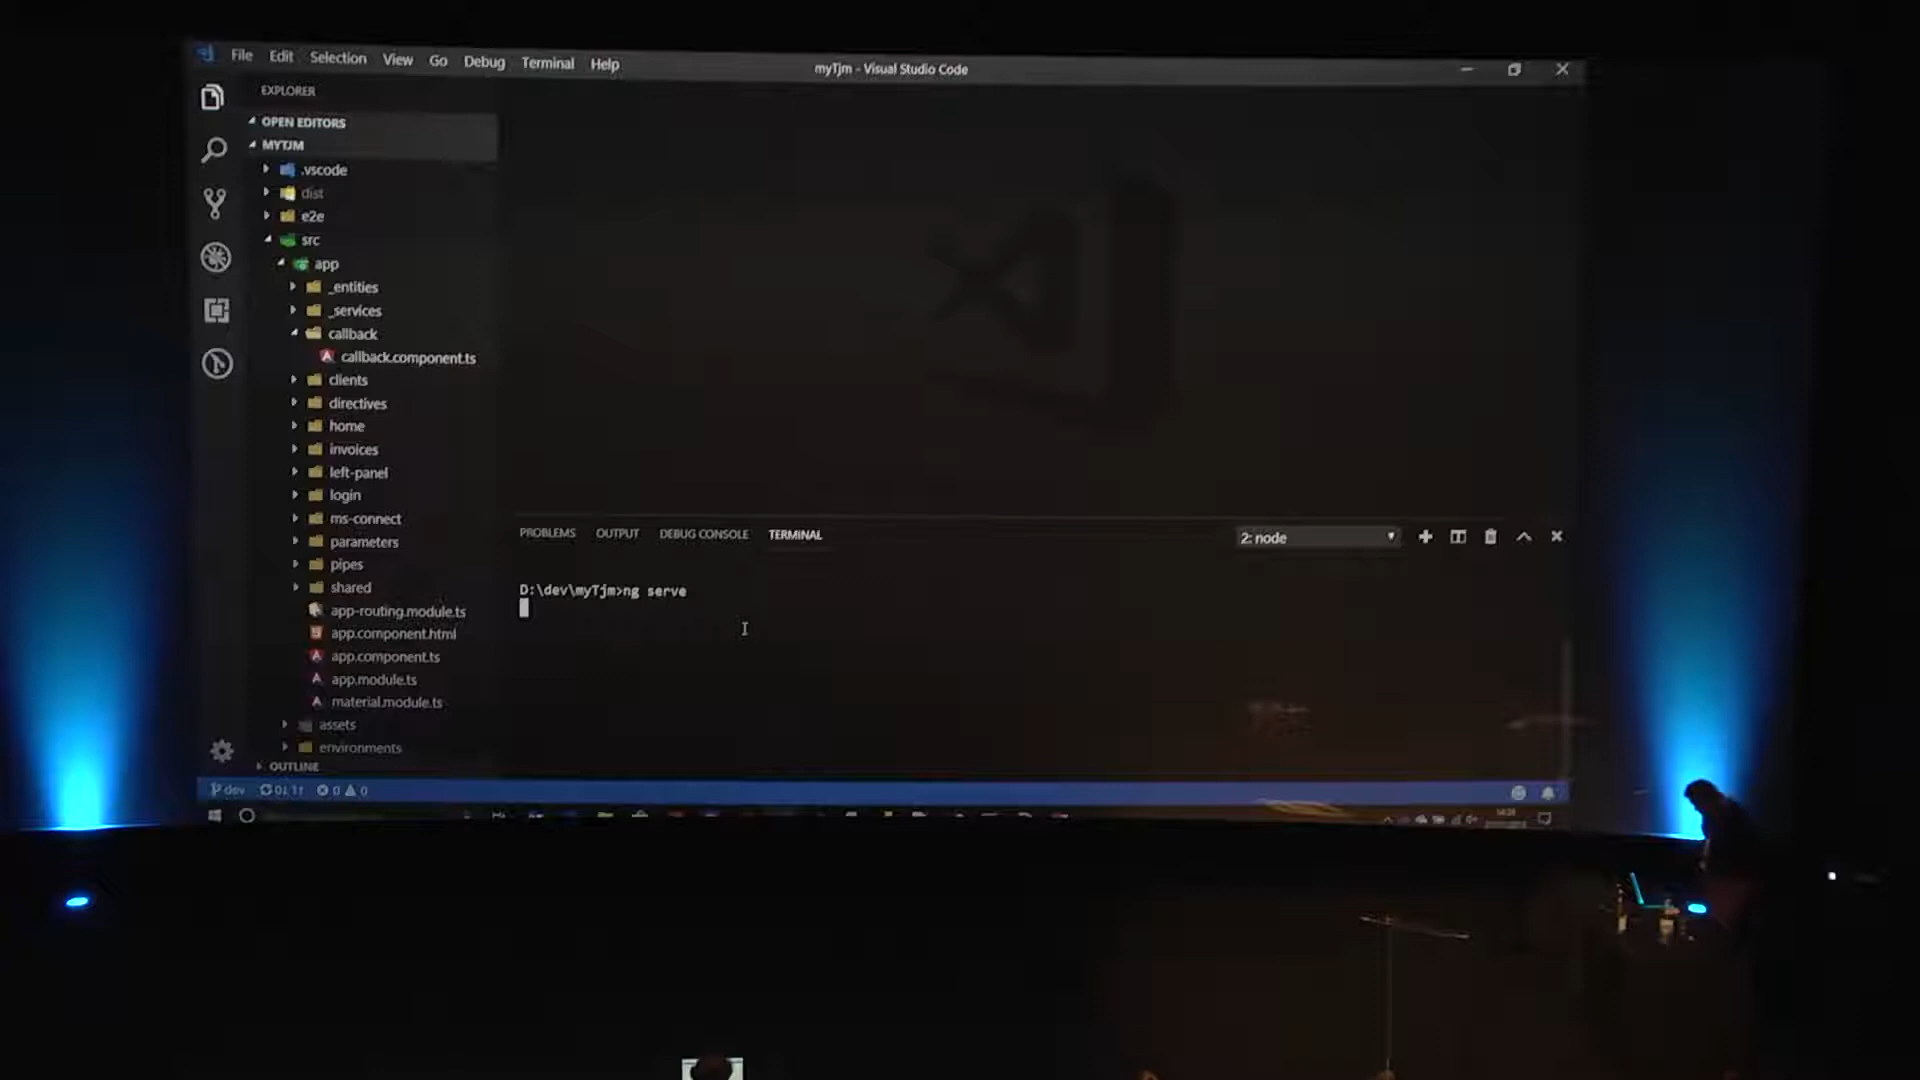 File Edit Selection View Go Debug Terminal Help
myTjm - Visual Studio Code
EXPLORER
OPEN EDITORS
MYTJM
.vscode
dist
e2e
src
app
_entities
_services
callback
callback.component.ts
clients
directives
home
invoices
left-panel
login
ms-connect
parameters
pipes
shared
app-routing.module.ts
app.component.html
app.component.ts
app.module.ts
material.module.ts
assets
environments
OUTLINE
PROBLEMS OUTPUT DEBUG CONSOLE TERMINAL
2: node
D:\dev\myTjm>ng serve
dev 0 0